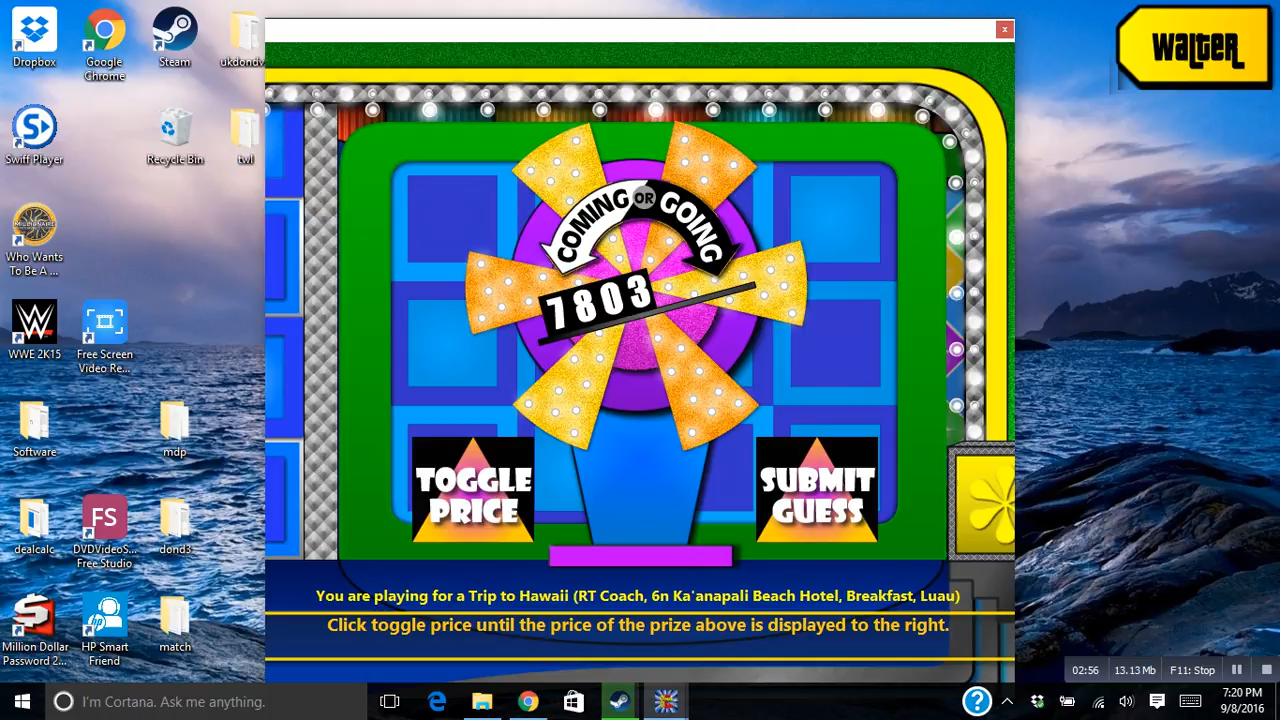 Dropbox
Google
Chrome
Steam
ukdondv
Swiff Player
Recycle Bin
twl
MILLIONAIRE
Who Wants
To Be A ...
WWE 2K15
Free Screen
Video Re...
Software
mdp
FS
dealcalc
DVDVideoS...
Free Studio
dond3
Million Dollar
Password 2...
hp
HP Smart
Friend
match
x
WALTER
COMING OR GOING
7803
TOGGLE
PRICE
SUBMIT
GUESS
You are playing for a Trip to Hawaii (RT Coach, 6n Ka'anapali Beach Hotel, Breakfast, Luau)
Click toggle price until the price of the prize above is displayed to the right.
02:56
13.13 Mb
F11: Stop
I'm Cortana. Ask me anything.
7:20 PM
9/8/2016